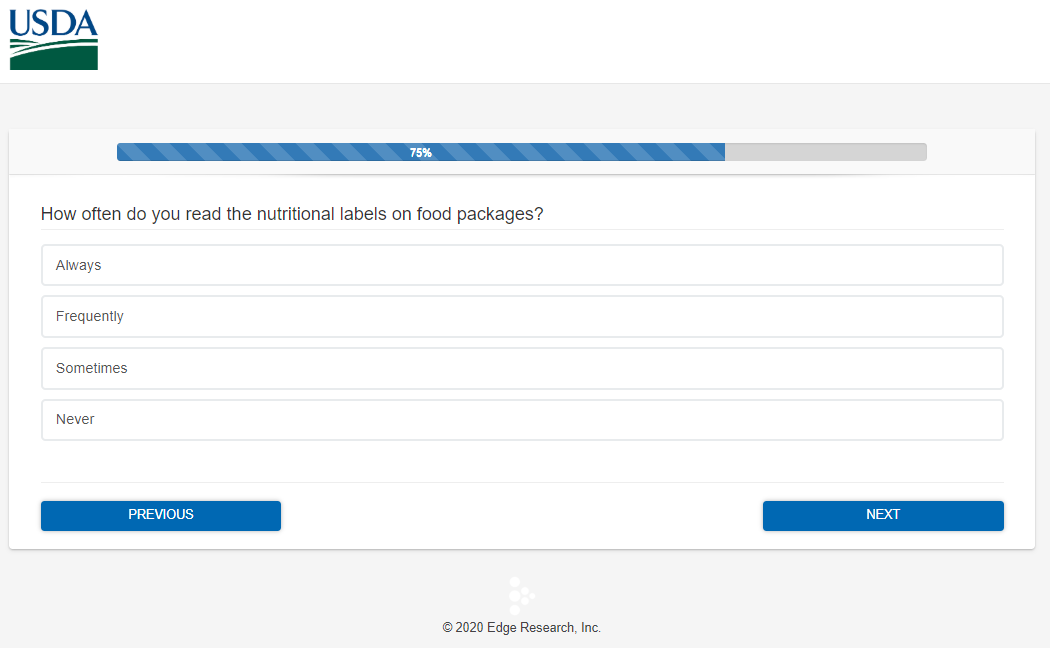 USDA
75%
How often do you read the nutritional labels on food packages?
Always
Frequently
Sometimes
Never
PREVIOUS
NEXT
© 2020 Edge Research, Inc.